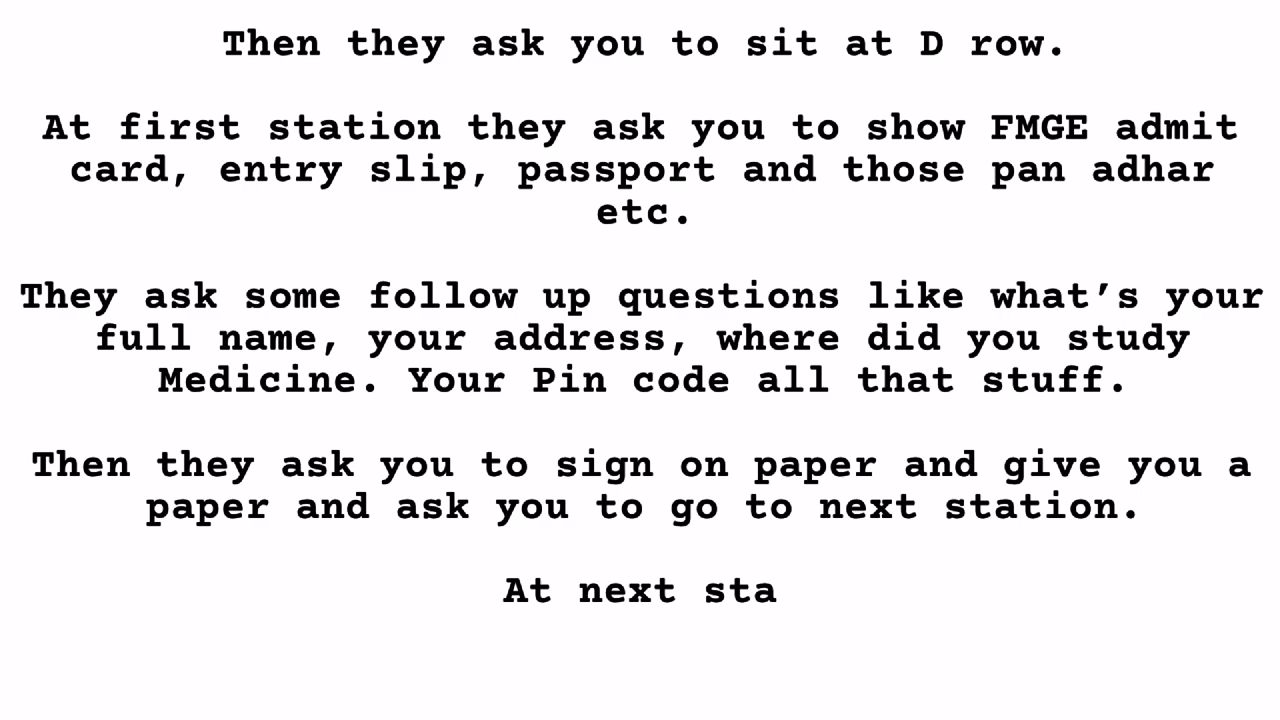 Then they ask you to sit at D row.
At first station they ask you to show FMGE admit
card, entry slip, passport and those pan adhar
etc.
They ask some follow up questions like what’s your
full name, your address, where did you study
Medicine. Your Pin code all that stuff.
Then they ask you to sign on paper and give you a
paper and ask you to go to next station.
At next sta